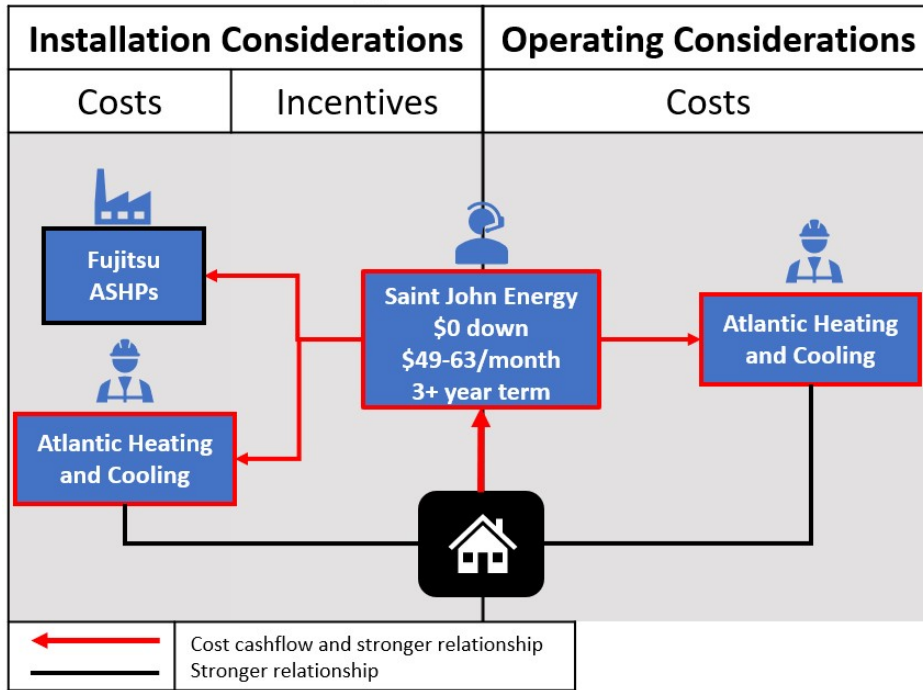 Installation Considerations
Operating Considerations
Costs
Incentives
Costs
Fujitsu
ASHPs
Atlantic Heating
and Cooling
Saint John Energy
$0 down
$49-63/month
3+ year term
Atlantic Heating
and Cooling
Cost cashflow and stronger relationship
Stronger relationship